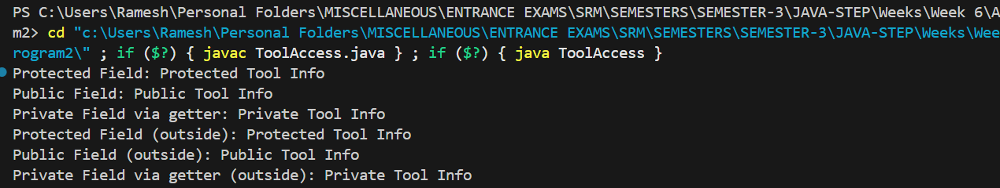 PS C:\Users\Ramesh\Personal Folders\MISCELLANEOUS\ENTRANCE EXAMS\SRM\SEMESTERS\SEMESTER-3\JAVA-STEP\Weeks\Week 6\A
m2> cd "c:\Users\Ramesh\Personal Folders\MISCELLANEOUS\ENTRANCE EXAMS\SRM\SEMESTERS\SEMESTER-3\JAVA-STEP\Weeks\Wee
rogram2\" ; if ($?) { javac ToolAccess.java } ; if ($?) { java ToolAccess }
Protected Field: Protected Tool Info
Public Field: Public Tool Info
Private Field via getter: Private Tool Info
Protected Field (outside): Protected Tool Info
Public Field (outside): Public Tool Info
Private Field via getter (outside): Private Tool Info